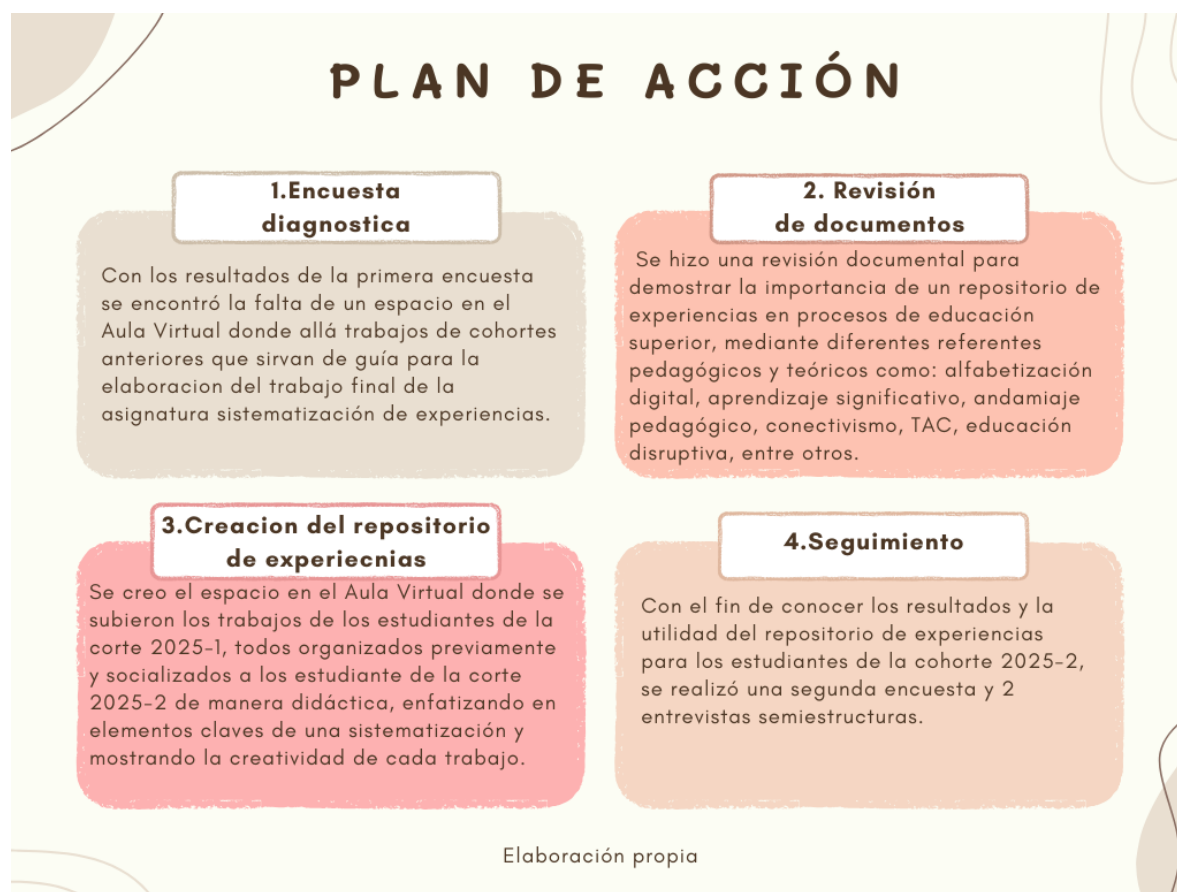 PLAN DE ACCIÓN
1.Encuesta
diagnostica
Con los resultados de la primera encuesta
se encontró la falta de un espacio en el
Aula Virtual donde allá trabajos de cohortes
anteriores que sirvan de guía para la
elaboracion del trabajo final de la
asignatura sistematización de experiencias.
2. Revisión
de documentos
Se hizo una revisión documental para
demostrar la importancia de un repositorio de
experiencias en procesos de educación
superior, mediante diferentes referentes
pedagógicos y teóricos como: alfabetización
digital, aprendizaje significativo, andamiaje
pedagógico, conectivismo, TAC, educación
disruptiva, entre otros.
3.Creacion del repositorio
de experiecnias
Se creo el espacio en el Aula Virtual donde se
subieron los trabajos de los estudiantes de la
corte 2025-1, todos organizados previamente
y socializados a los estudiante de la corte
2025-2 de manera didáctica, enfatizando en
elementos claves de una sistematización y
mostrando la creatividad de cada trabajo.
4.Seguimiento
Con el fin de conocer los resultados y la
utilidad del repositorio de experiencias
para los estudiantes de la cohorte 2025-2,
se realizó una segunda encuesta y 2
entrevistas semiestructuras.
Elaboración propia